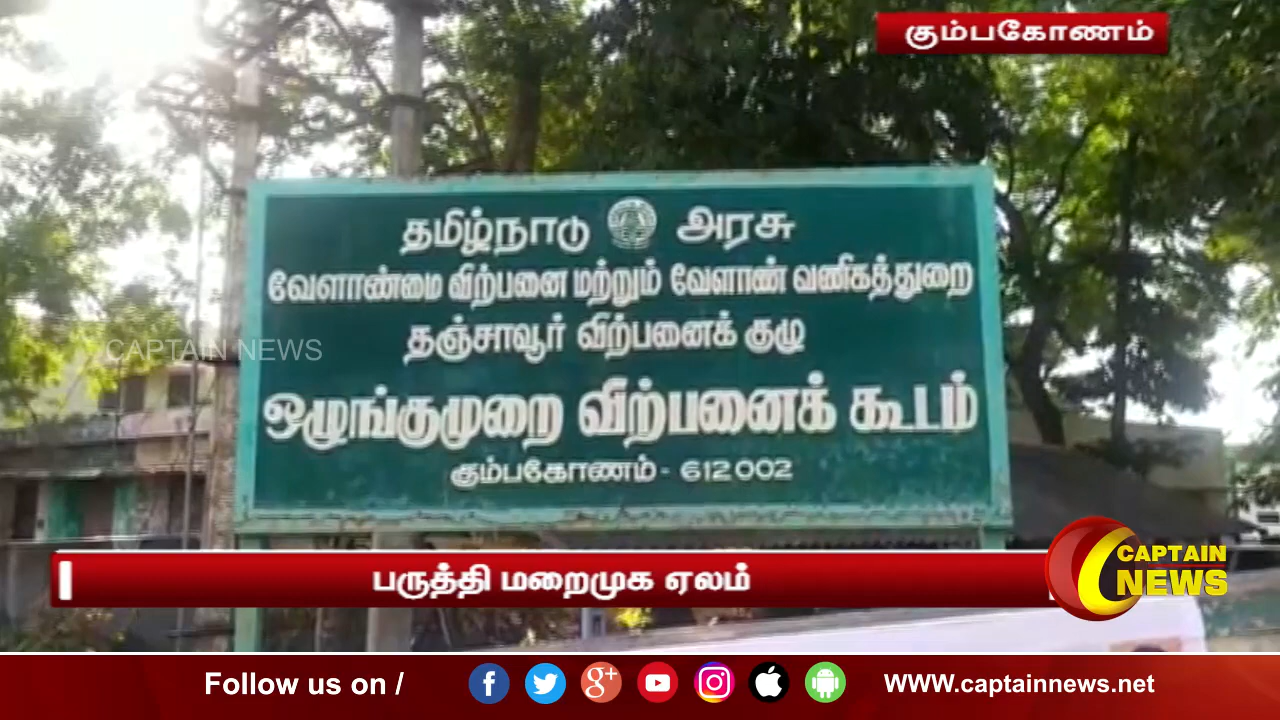 கும்பகோணம்
தமிழ்நாடு அரசு
வேளாண்மை விற்பனை மற்றும் வேளாண் வணிகத்துறை
தஞ்சாவூர் விற்பனைக் குழு
ஒழுங்குமுறை விற்பனைக் கூடம்
கும்பகோணம் - 612002
CAPTAIN NEWS
பருத்தி மறைமுக ஏலம்
CAPTAIN
NEWS
Follow us on /
WWW.captainnews.net